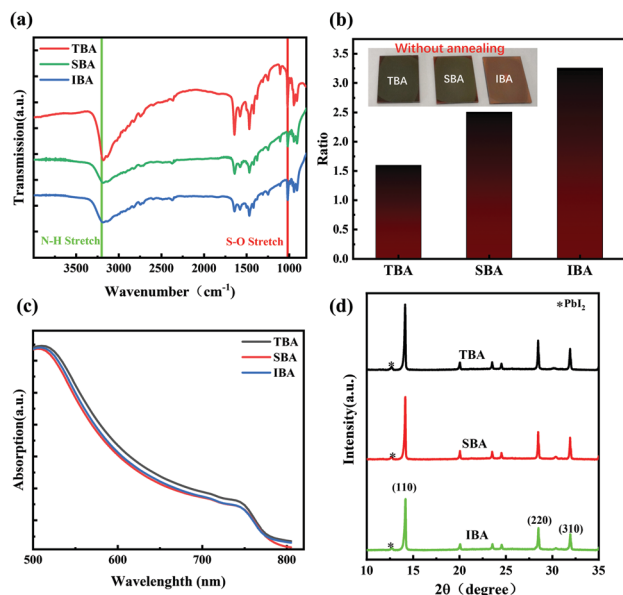 (a)
TBA
SBA
IBA
Transmission(a.u.)
N-H Stretch
S-O Stretch
4000
3000
2000
1000
Wavenumber（cm-1）
(b)
Without annealing
TBA
SBA
IBA
3.5
3.0
2.5
2.0
1.5
1.0
0.5
0.0
Ratio
TBA
SBA
IBA
(c)
TBA
SBA
IBA
Absorption(a.u.)
500
600
700
800
Wavelenghth (nm)
(d)
*PbI2
TBA
SBA
IBA
(110)
(220)
(310)
Intensity(a.u.)
*
*
*
10
15
20
25
30
35
2θ（degree）